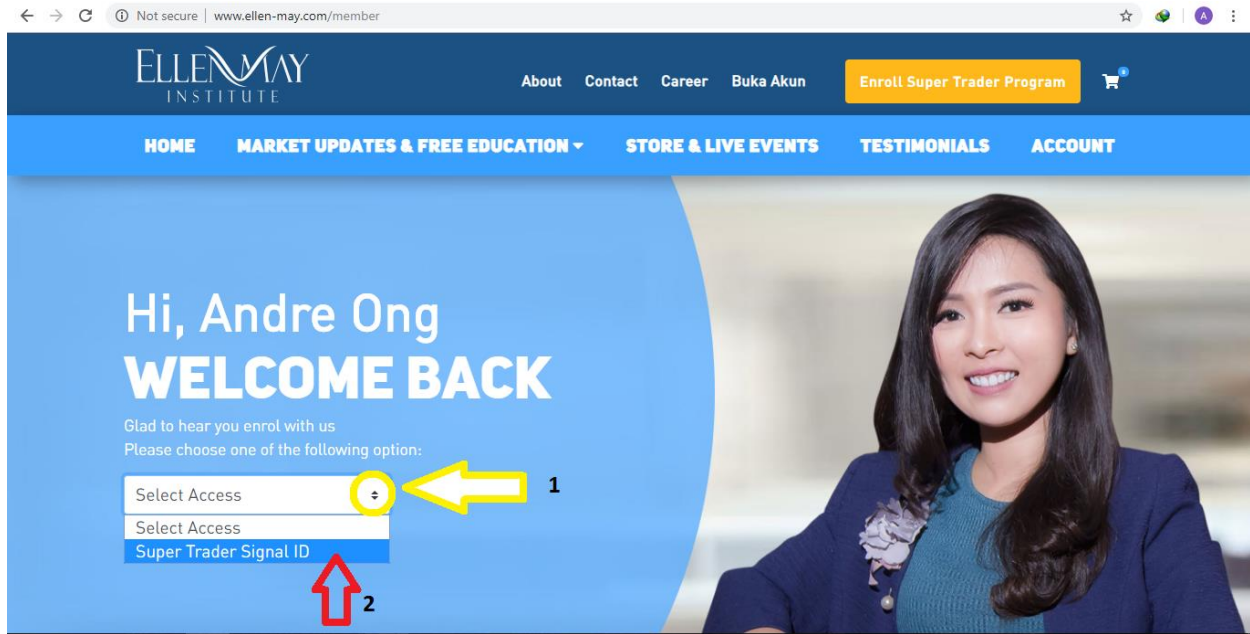 Not secure | www.ellen-may.com/member
A
ELLEN MAY
INSTITUTE
About Contact Career Buka Akun Enroll Super Trader Program
HOME MARKET UPDATES & FREE EDUCATION STORE & LIVE EVENTS TESTIMONIALS ACCOUNT
Hi, Andre Ong
WELCOME BACK
Glad to hear you enrol with us
Please choose one of the following option:
Select Access
1
Select Access
Super Trader Signal ID
2